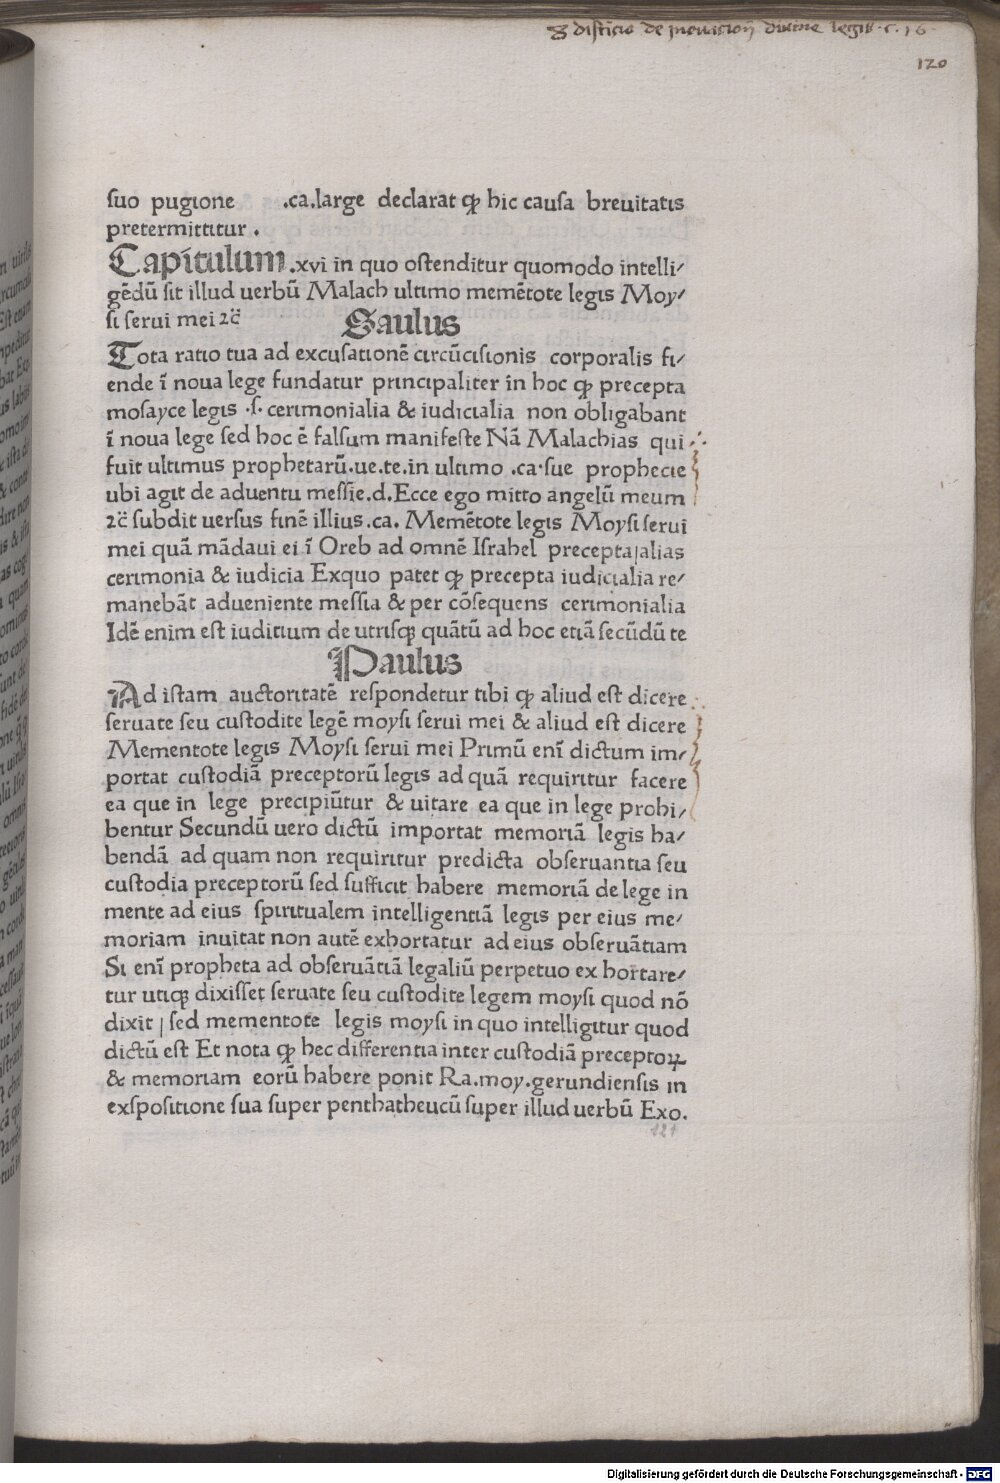 8 distĩctio de inouacioñ diuine legis . c . 16
120
suo pugione .ca.large declarat ꝙ hic causa breuitatis
pretermittitur .
Capitulum .xvi in quo ostenditur quomodo intelli/
gēdū sit illud uerbū Malach ultimo memētote legis Moy/
si serui mei ⁊c̃
Saulus
Tota ratio tua ad excusationē circūcisionis corporalis fi/
ende ī noua lege fundatur principaliter in hoc ꝙ precepta
mosayce legis .s. cerimonialia & iudicialia non obligabant
ī noua lege sed hoc ē falsum manifeste Nā Malachias qui
fuit ultimus prophetarū.ue.te.in ultimo .ca.sue prophecie
ubi agit de aduentu messie.d.Ecce ego mitto angelū meum
⁊c̃ subdit uersus finē illius.ca. Memētote legis Moysi serui
mei quā mādaui ei ī Oreb ad omnē Israhel precepta|alias
cerimonia & iudicia Exquo patet ꝙ precepta iudicialia re/
manebāt adueniente messia & per cōsequens cerimonialia
Idē enim est iuditium de utrisqꝫ quātū ad hoc etiā secūdū te
Paulus
Ad istam auctoritatē respondetur tibi ꝙ aliud est dicere
seruate seu custodite legē moysi serui mei & aliud est dicere
Mementote legis Moysi serui mei Primū enī dictum im/
portat custodiā preceptorū legis ad quā requiritur facere
ea que in lege precipiūtur & uitare ea que in lege prohi/
bentur Secundū uero dictū importat memoriā legis ha/
bendā ad quam non requiritur predicta obseruantia seu
custodia preceptorū sed sufficit habere memoriā de lege in
mente ad eius spiritualem intelligentiā legis per eius me/
moriam inuitat non autē exhortatur ad eius obseruātiam
Si enī propheta ad obseruātiā legaliū perpetuo ex hortare/
tur utiqꝫ dixisset seruate seu custodite legem moysi quod nō
dixit | sed mementote legis moysi in quo intelligitur quod
dictū est Et nota ꝙ hec differentia inter custodiā preceptoꝝ
& memoriam eorū habere ponit Ra.moy.gerundiensis in
exspositione sua super penthatheucū super illud uerbū Exo.
121
Digitalisierung gefördert durch die Deutsche Forschungsgemeinschaft - DFG